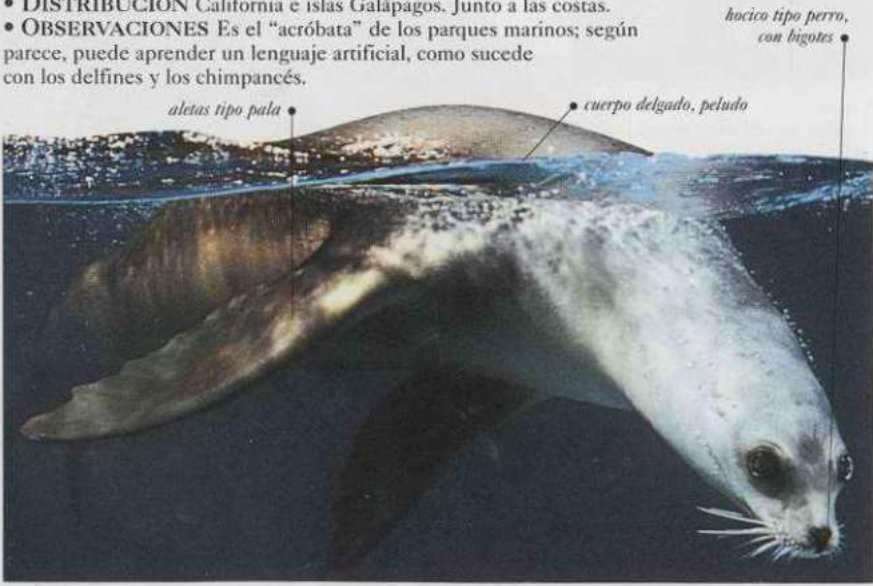 • DISTRIBUCIÓN California e islas Galápagos. Junto a las costas.
• OBSERVACIONES Es el "acróbata" de los parques marinos; según
parece, puede aprender un lenguaje artificial, como sucede
con los delfines y los chimpancés.
hocico tipo perro,
con bigotes
aletas tipo pala
cuerpo delgado, peludo